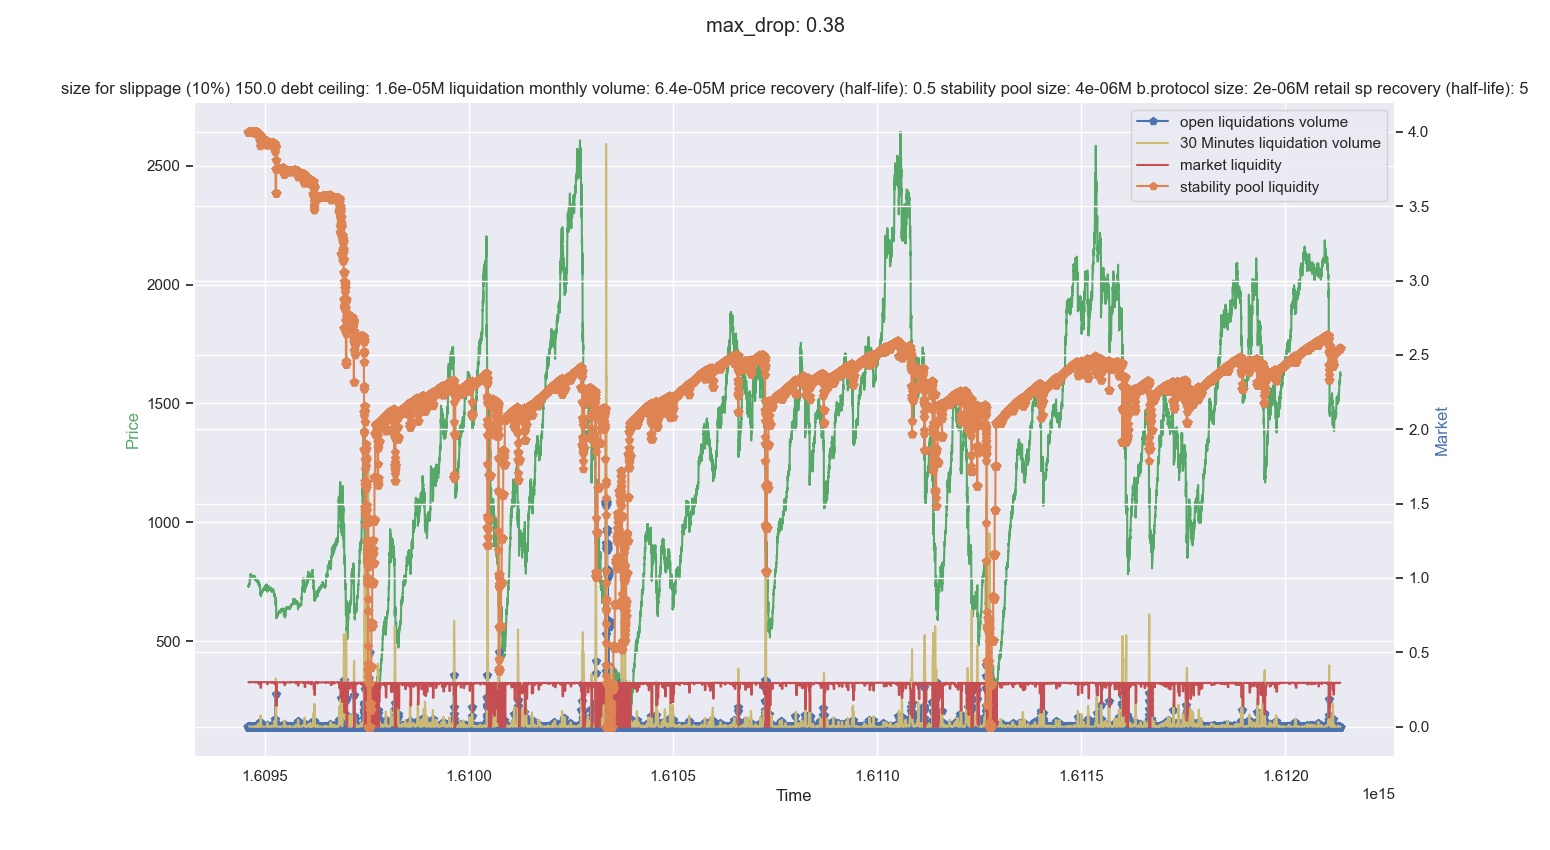 max_drop: 0.38
size for slippage (10%) 150.0 debt ceiling: 1.6e-05M liquidation monthly volume: 6.4e-05M price recovery (half-life): 0.5 stability pool size: 4e-06M b.protocol size: 2e-06M retail sp recovery (half-life): 5
open liquidations volume
30 Minutes liquidation volume
market liquidity
stability pool liquidity
2500
2000
1500
1000
500
Price
4.0
3.5
3.0
2.5
2.0
1.5
1.0
0.5
0.0
Market
1.6095 1.6100 1.6105 1.6110 1.6115 1.6120
Time
1e15